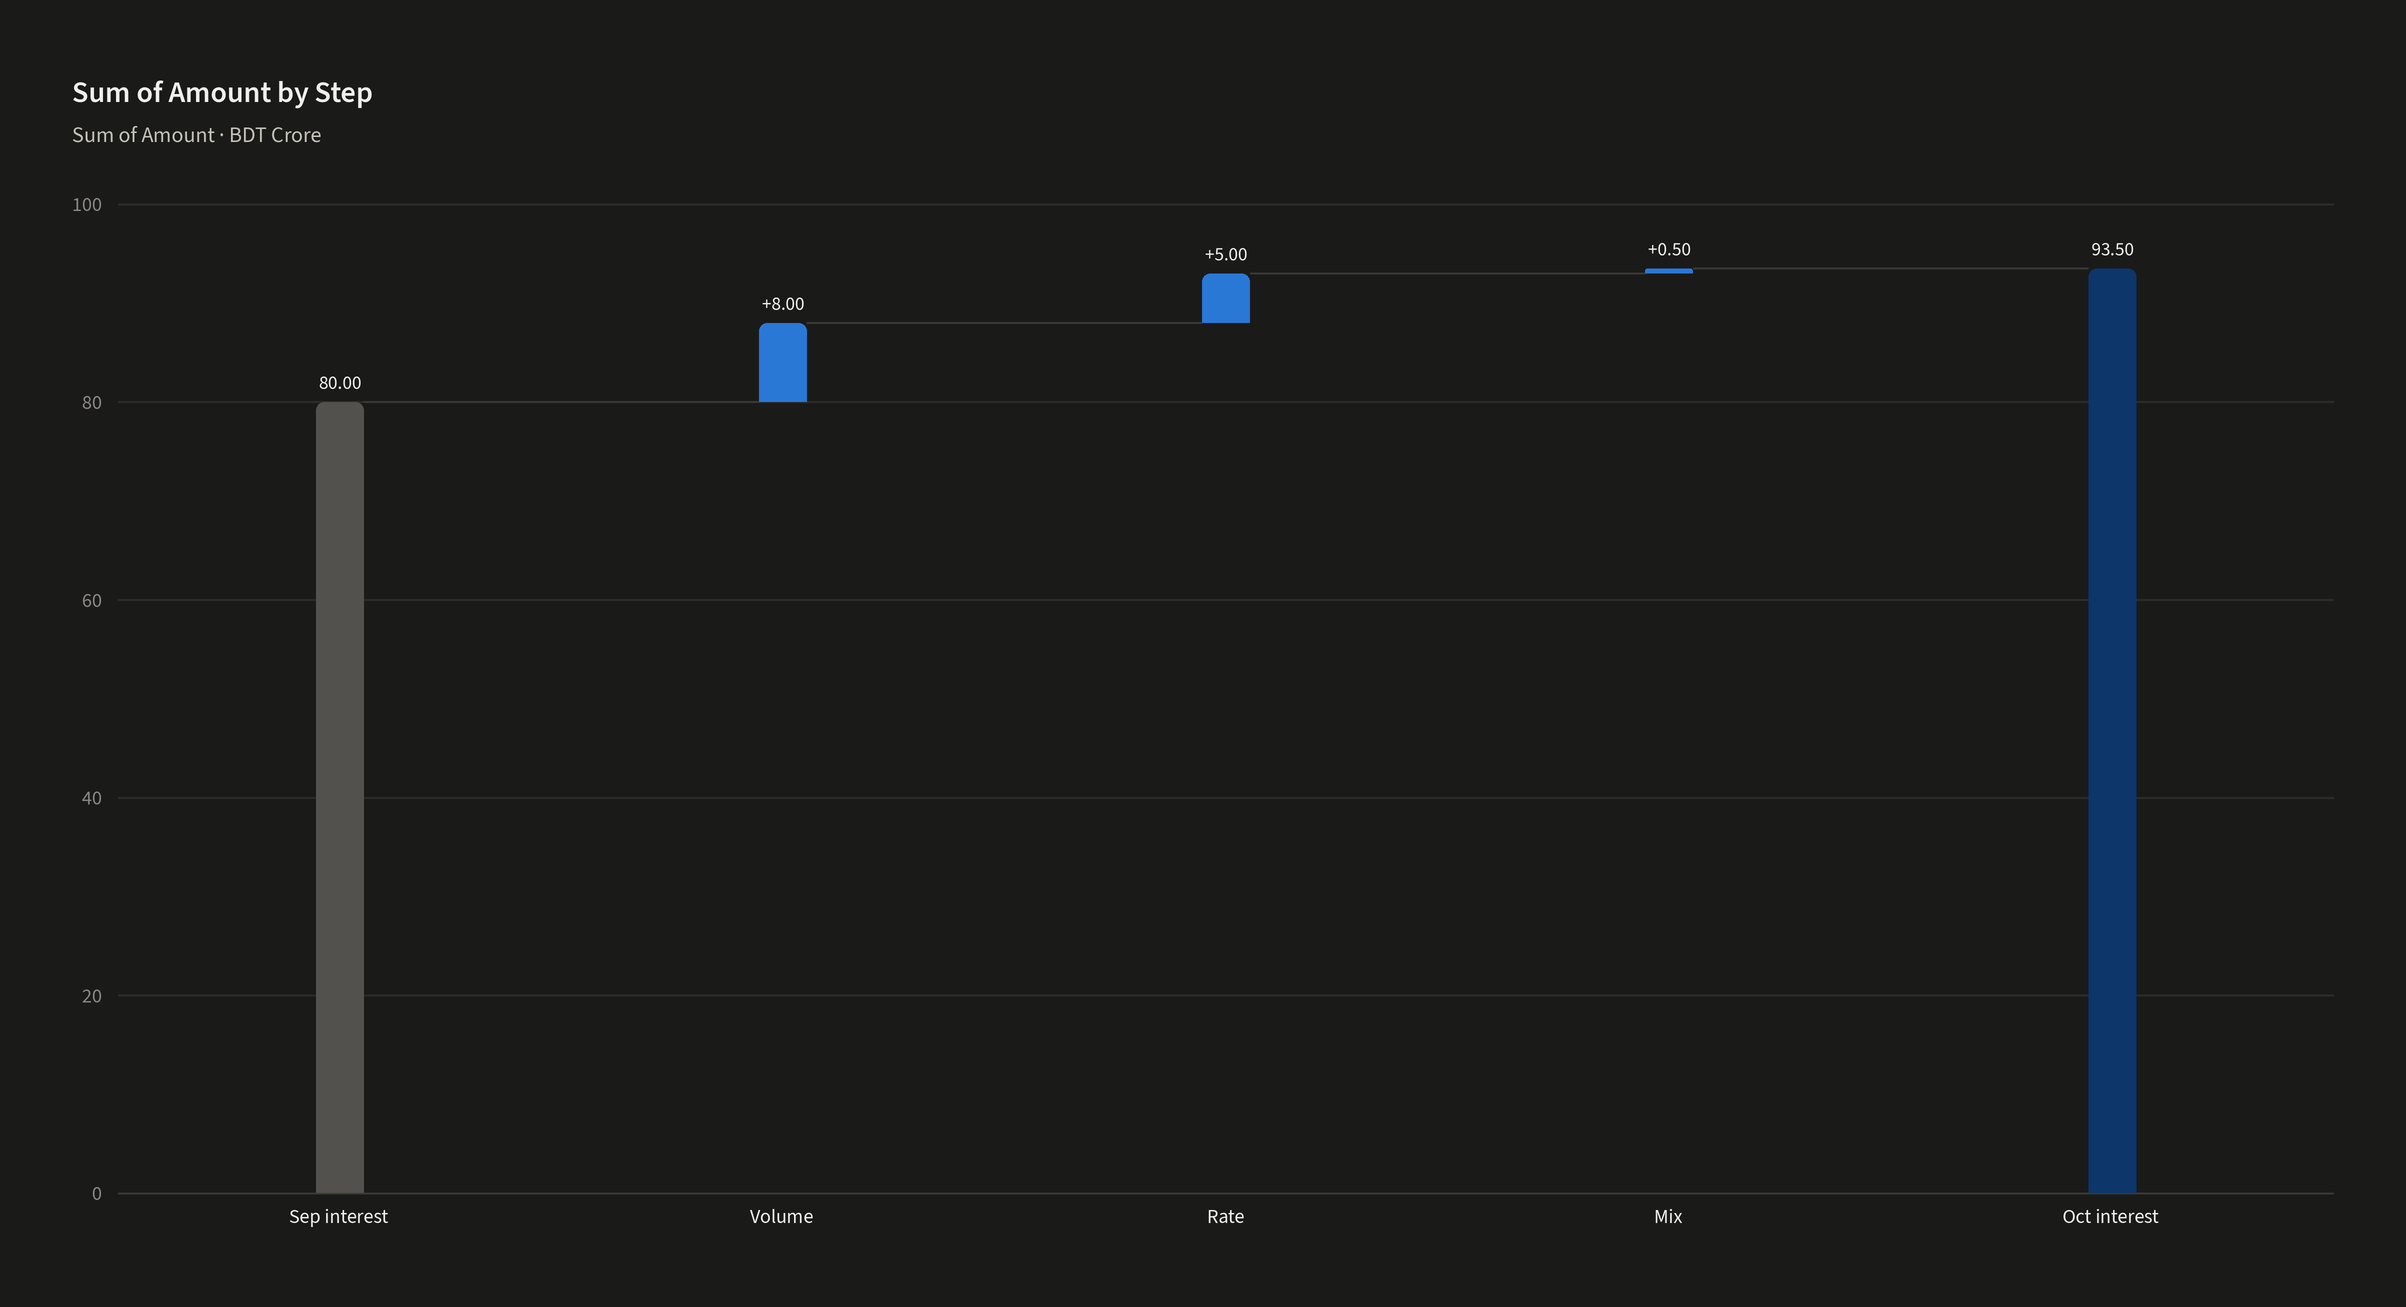 Sum of Amount by Step
Sum of Amount · BDT Crore
100
80
60
40
20
0
80.00
+8.00
+5.00
+0.50
93.50
Sep interest
Volume
Rate
Mix
Oct interest